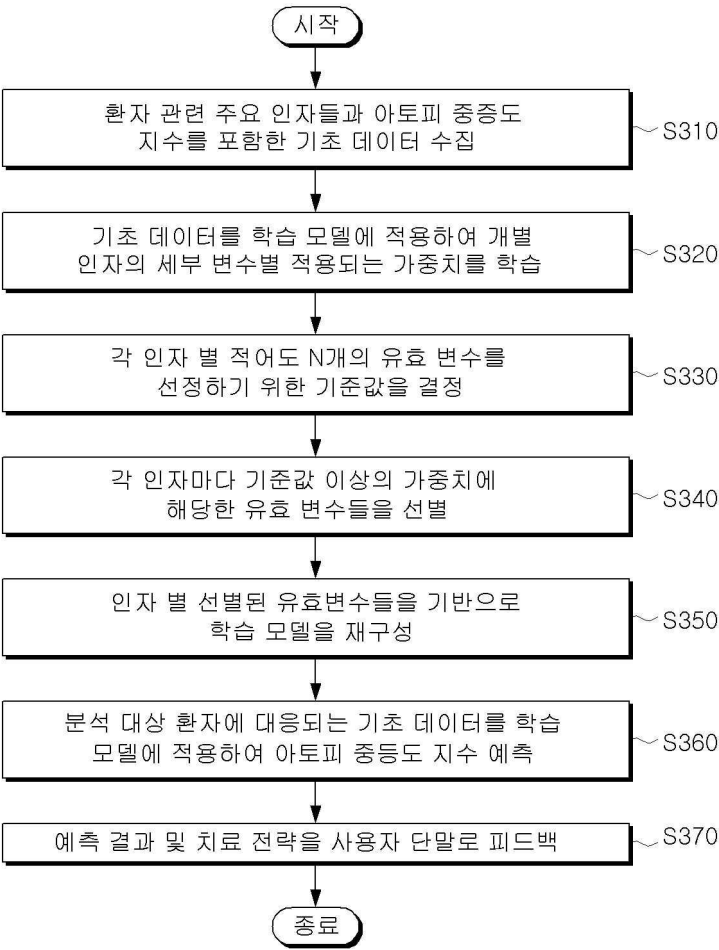 시작
환자 관련 주요 인자들과 아토피 중증도
지수를 포함한 기초 데이터 수집
S310
기초 데이터를 학습 모델에 적용하여 개별
인자의 세부 변수별 적용되는 가중치를 학습
S320
각 인자 별 적어도 N개의 유효 변수를
선정하기 위한 기준값을 결정
S330
각 인자마다 기준값 이상의 가중치에
해당한 유효 변수들을 선별
S340
인자 별 선별된 유효변수들을 기반으로
학습 모델을 재구성
S350
분석 대상 환자에 대응되는 기초 데이터를 학습
모델에 적용하여 아토피 중등도 지수 예측
S360
예측 결과 및 치료 전략을 사용자 단말로 피드백
S370
종료